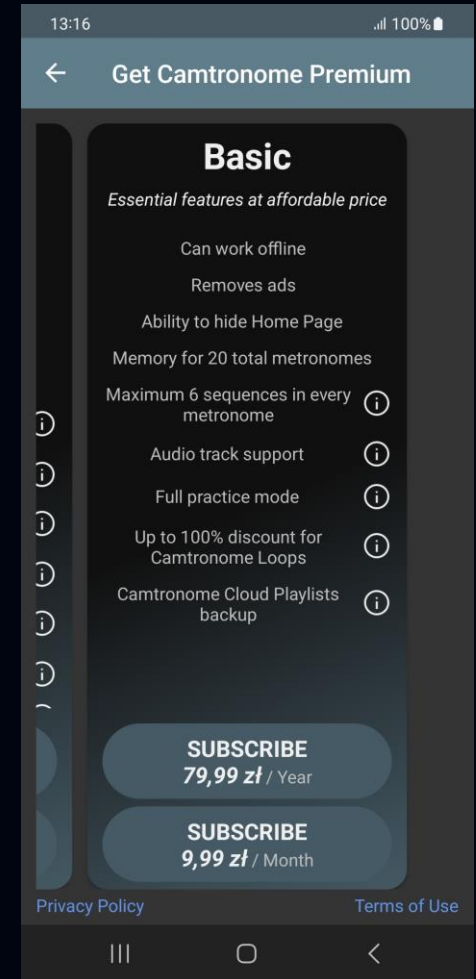 13:16
100%
Get Camtronome Premium
Basic
Essential features at affordable price
Can work offline
Removes ads
Ability to hide Home Page
Memory for 20 total metronomes
Maximum 6 sequences in every
metronome
Audio track support
Full practice mode
Up to 100% discount for
Camtronome Loops
Camtronome Cloud Playlists
backup
SUBSCRIBE
79,99 zł / Year
SUBSCRIBE
9,99 zł / Month
Privacy Policy
Terms of Use